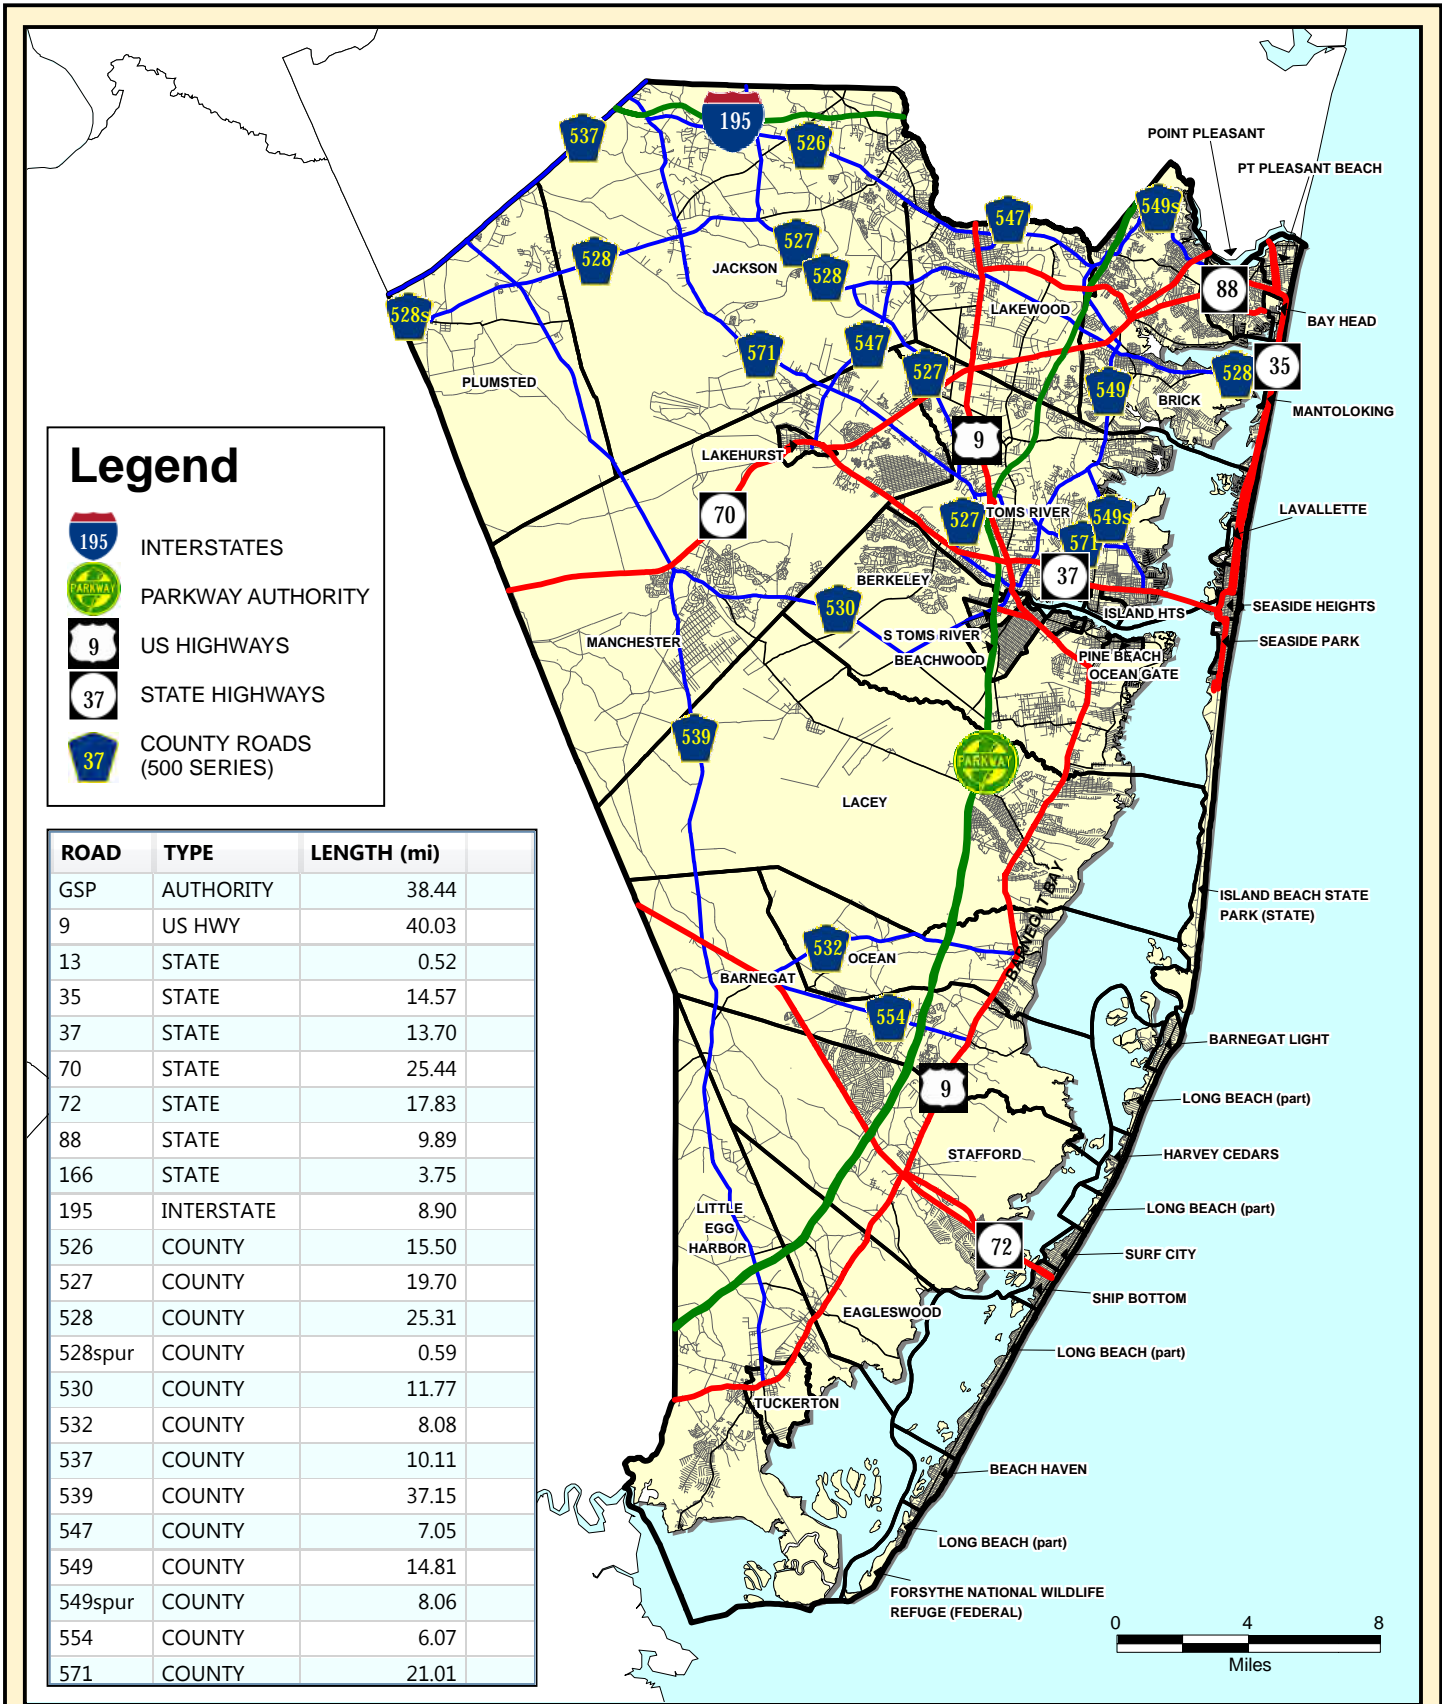 POINT PLEASANT
PT PLEASANT BEACH
195
537
526
549s
547
527
528
528
JACKSON
88
528s
LAKEWOOD
BAY HEAD
571
547
527
528
35
PLUMSTED
549
BRICK
MANTOLOKING
9
LAKEHURST
70
527
TOMS RIVER
549s
571
LAVALLETTE
37
BERKELEY
530
ISLAND HTS
SEASIDE HEIGHTS
MANCHESTER
S TOMS RIVER
SEASIDE PARK
BEACHWOOD
PINE BEACH
OCEAN GATE
539
PARKWAY
LACEY
BARNEGAT BAY
ISLAND BEACH STATE
PARK (STATE)
532
OCEAN
BARNEGAT
554
BARNEGAT LIGHT
9
LONG BEACH (part)
STAFFORD
HARVEY CEDARS
LITTLE
EGG
HARBOR
LONG BEACH (part)
72
SURF CITY
SHIP BOTTOM
EAGLESWOOD
LONG BEACH (part)
TUCKERTON
BEACH HAVEN
LONG BEACH (part)
FORSYTHE NATIONAL WILDLIFE
REFUGE (FEDERAL)
Legend
195 INTERSTATES
PARKWAY PARKWAY AUTHORITY
9 US HIGHWAYS
37 STATE HIGHWAYS
37 COUNTY ROADS
(500 SERIES)
ROAD TYPE LENGTH (mi)
GSP AUTHORITY 38.44
9 US HWY 40.03
13 STATE 0.52
35 STATE 14.57
37 STATE 13.70
70 STATE 25.44
72 STATE 17.83
88 STATE 9.89
166 STATE 3.75
195 INTERSTATE 8.90
526 COUNTY 15.50
527 COUNTY 19.70
528 COUNTY 25.31
528spur COUNTY 0.59
530 COUNTY 11.77
532 COUNTY 8.08
537 COUNTY 10.11
539 COUNTY 37.15
547 COUNTY 7.05
549 COUNTY 14.81
549spur COUNTY 8.06
554 COUNTY 6.07
571 COUNTY 21.01
0 4 8
Miles